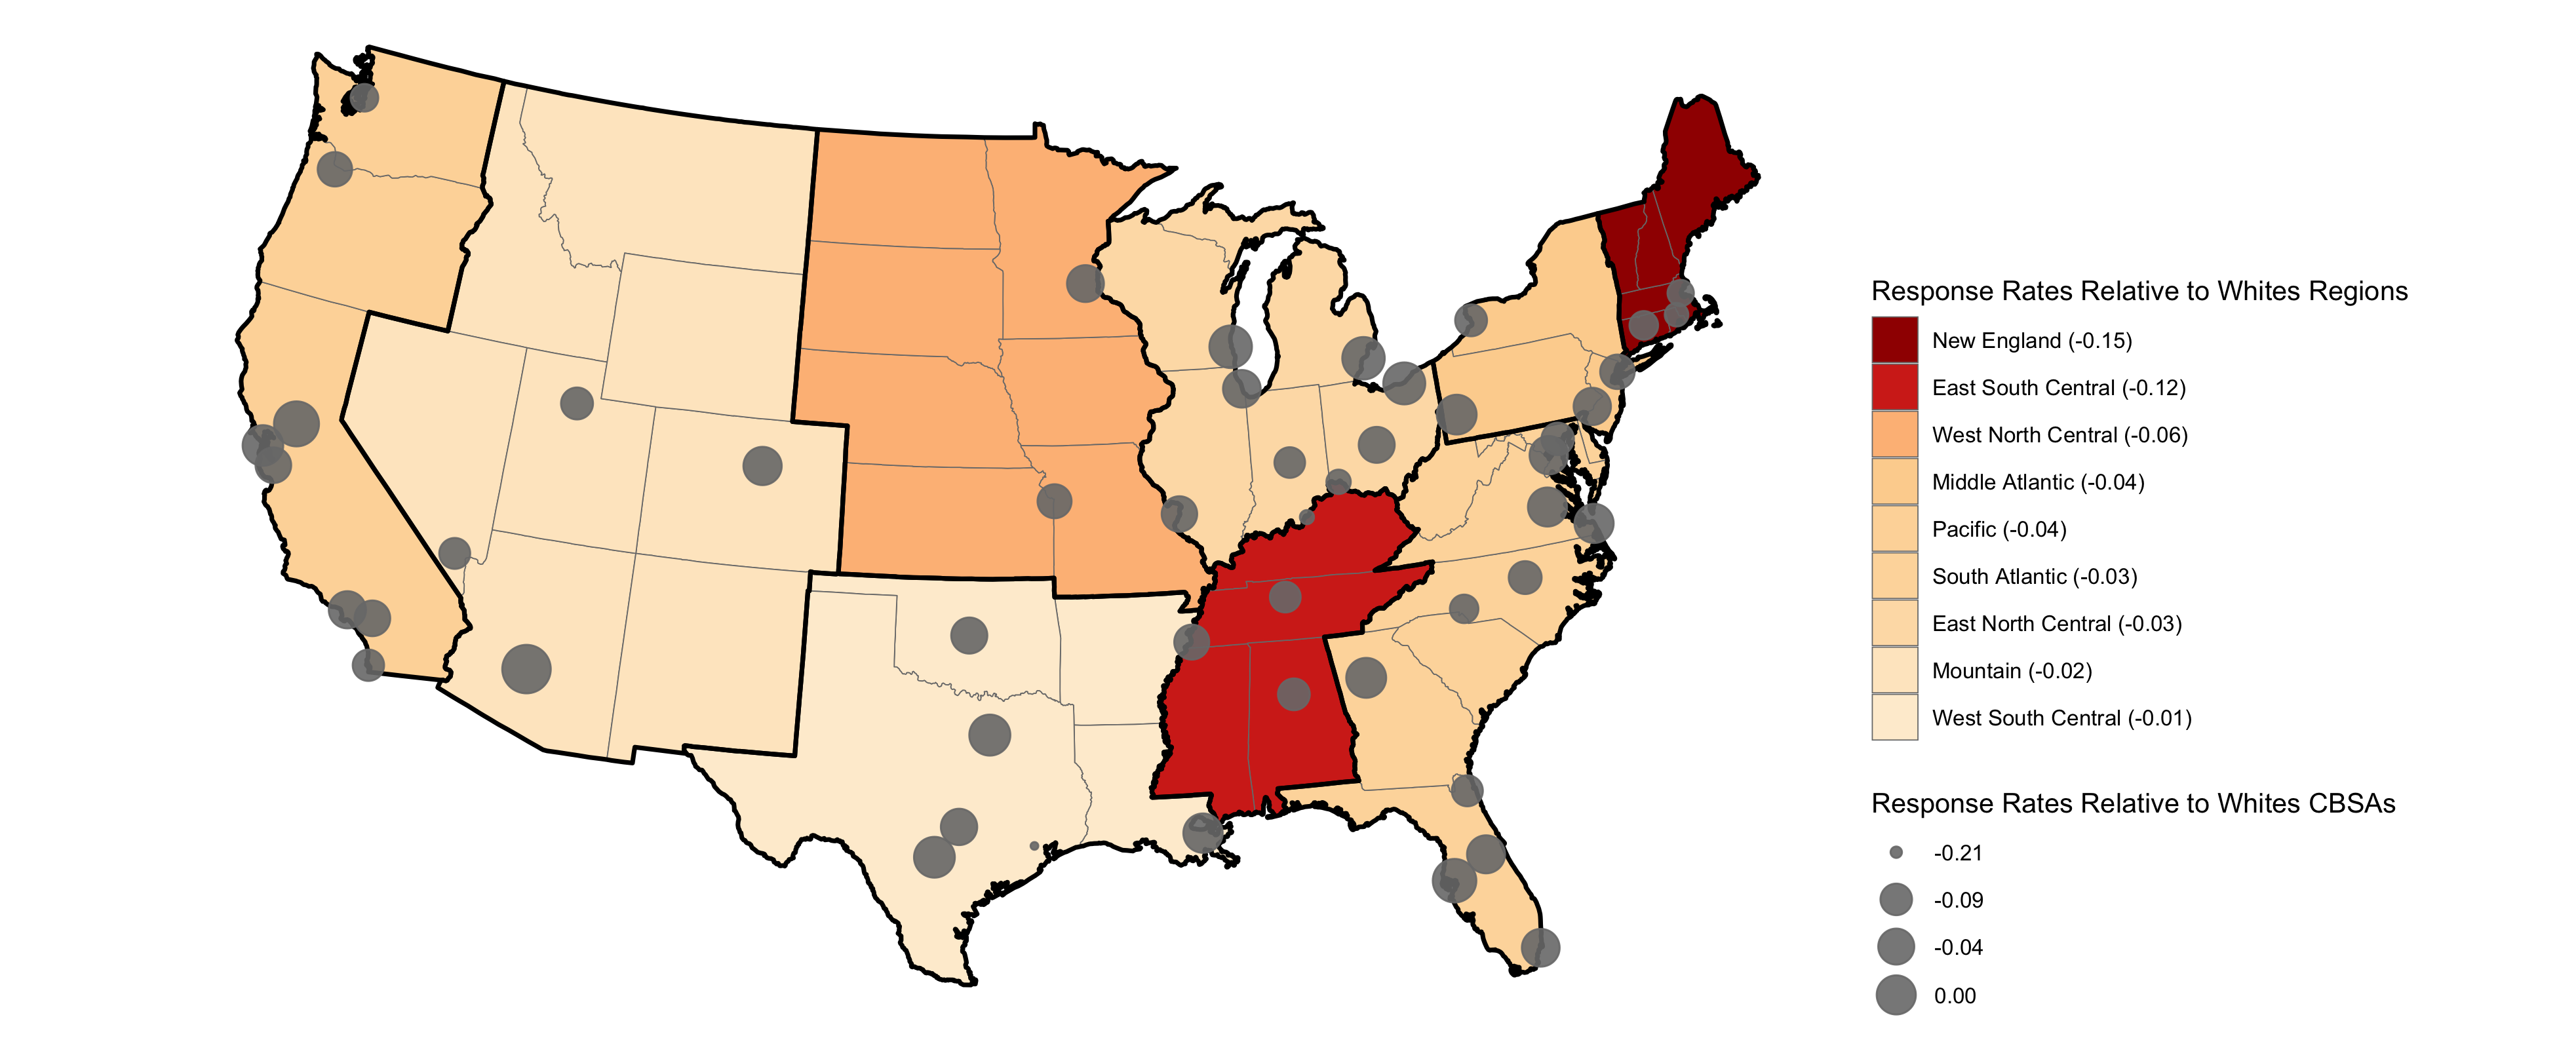 Response Rates Relative to Whites Regions
New England (-0.15)
East South Central (-0.12)
West North Central (-0.06)
Middle Atlantic (-0.04)
Pacific (-0.04)
South Atlantic (-0.03)
East North Central (-0.03)
Mountain (-0.02)
West South Central (-0.01)
Response Rates Relative to Whites CBSAs
-0.21
-0.09
-0.04
0.00